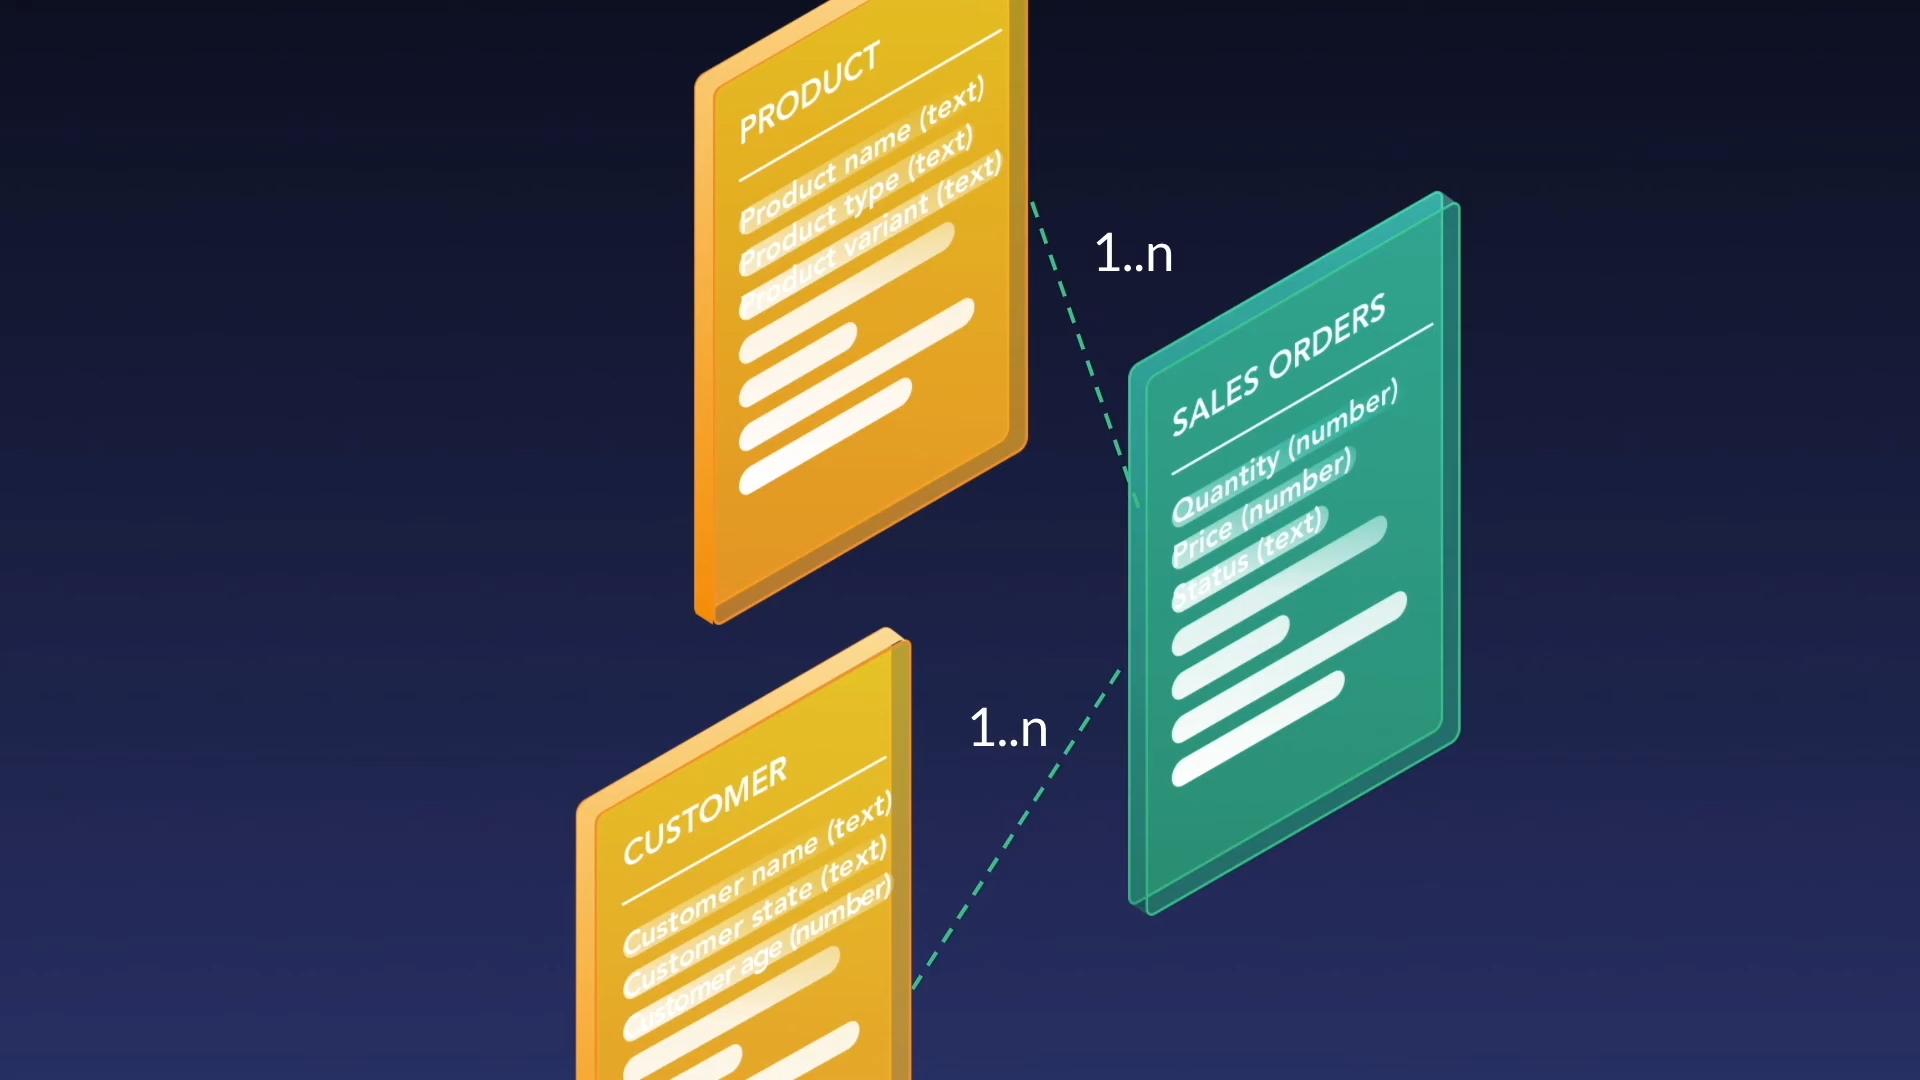 PRODUCT
Product name (text)
Product type (text)
Product variant (text)
1..n
SALES ORDERS
Quantity (number)
Price (number)
Status (text)
1..n
CUSTOMER
Customer name (text)
Customer state (text)
Customer age (number)